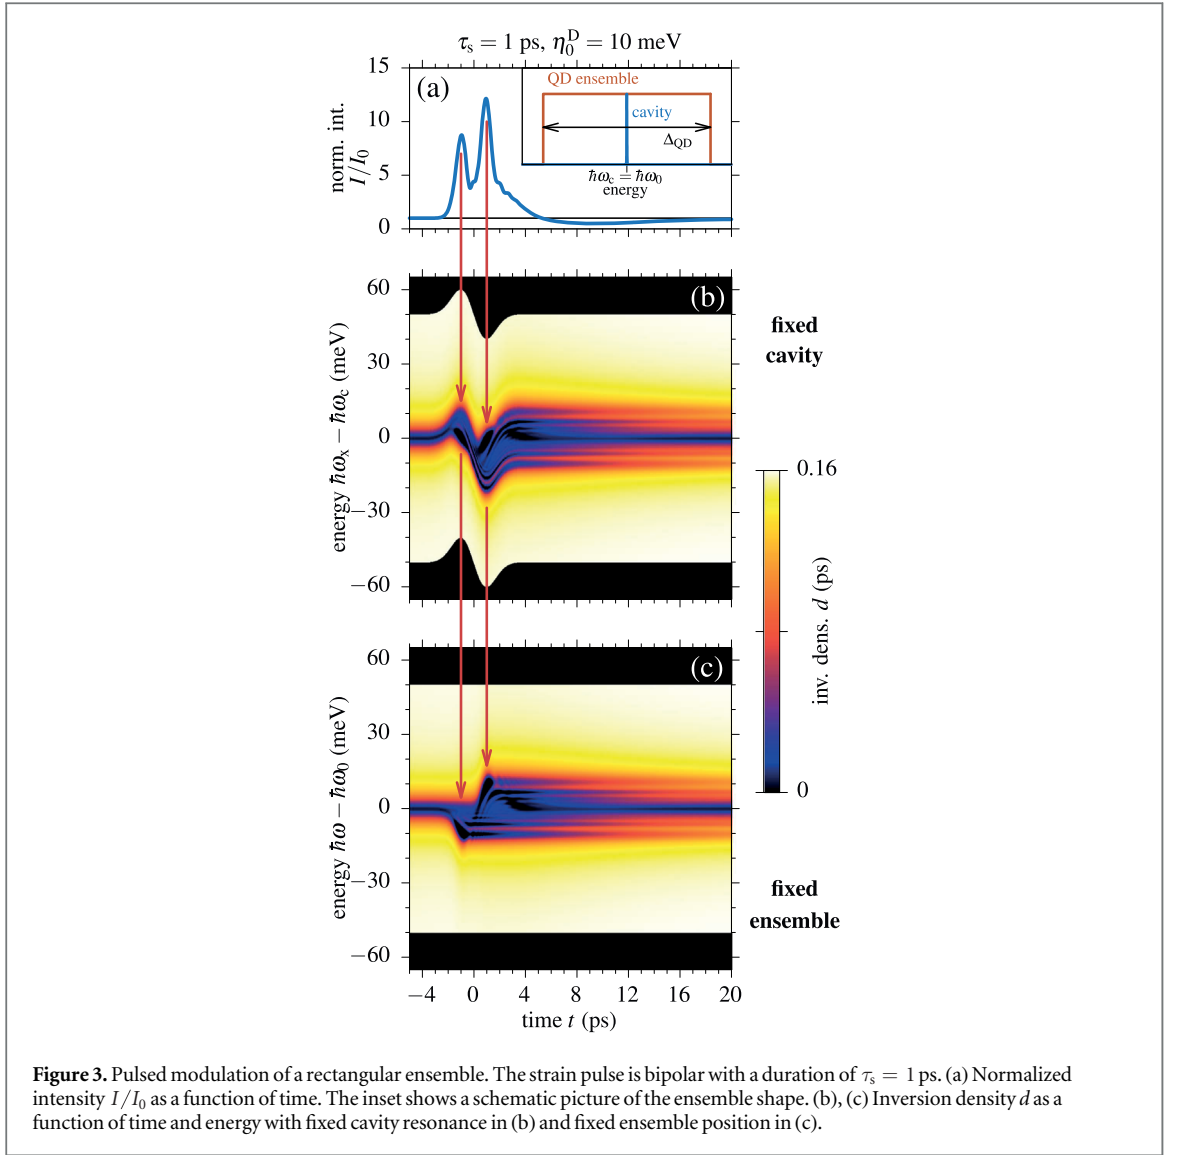 τs = 1 ps, η0D = 10 meV
(a)
norm. int.
I/I0
15
10
5
0
QD ensemble
cavity
ΔQD
ħωc = ħω0
energy
(b)
energy ħωx − ħωc (meV)
60
30
0
−30
−60
fixed
cavity
0.16
inv. dens. d (ps)
0
(c)
energy ħω − ħω0 (meV)
60
30
0
−30
−60
fixed
ensemble
−4 0 4 8 12 16 20
time t (ps)
Figure 3. Pulsed modulation of a rectangular ensemble. The strain pulse is bipolar with a duration of τs = 1 ps. (a) Normalized
intensity I/I0 as a function of time. The inset shows a schematic picture of the ensemble shape. (b), (c) Inversion density d as a
function of time and energy with fixed cavity resonance in (b) and fixed ensemble position in (c).